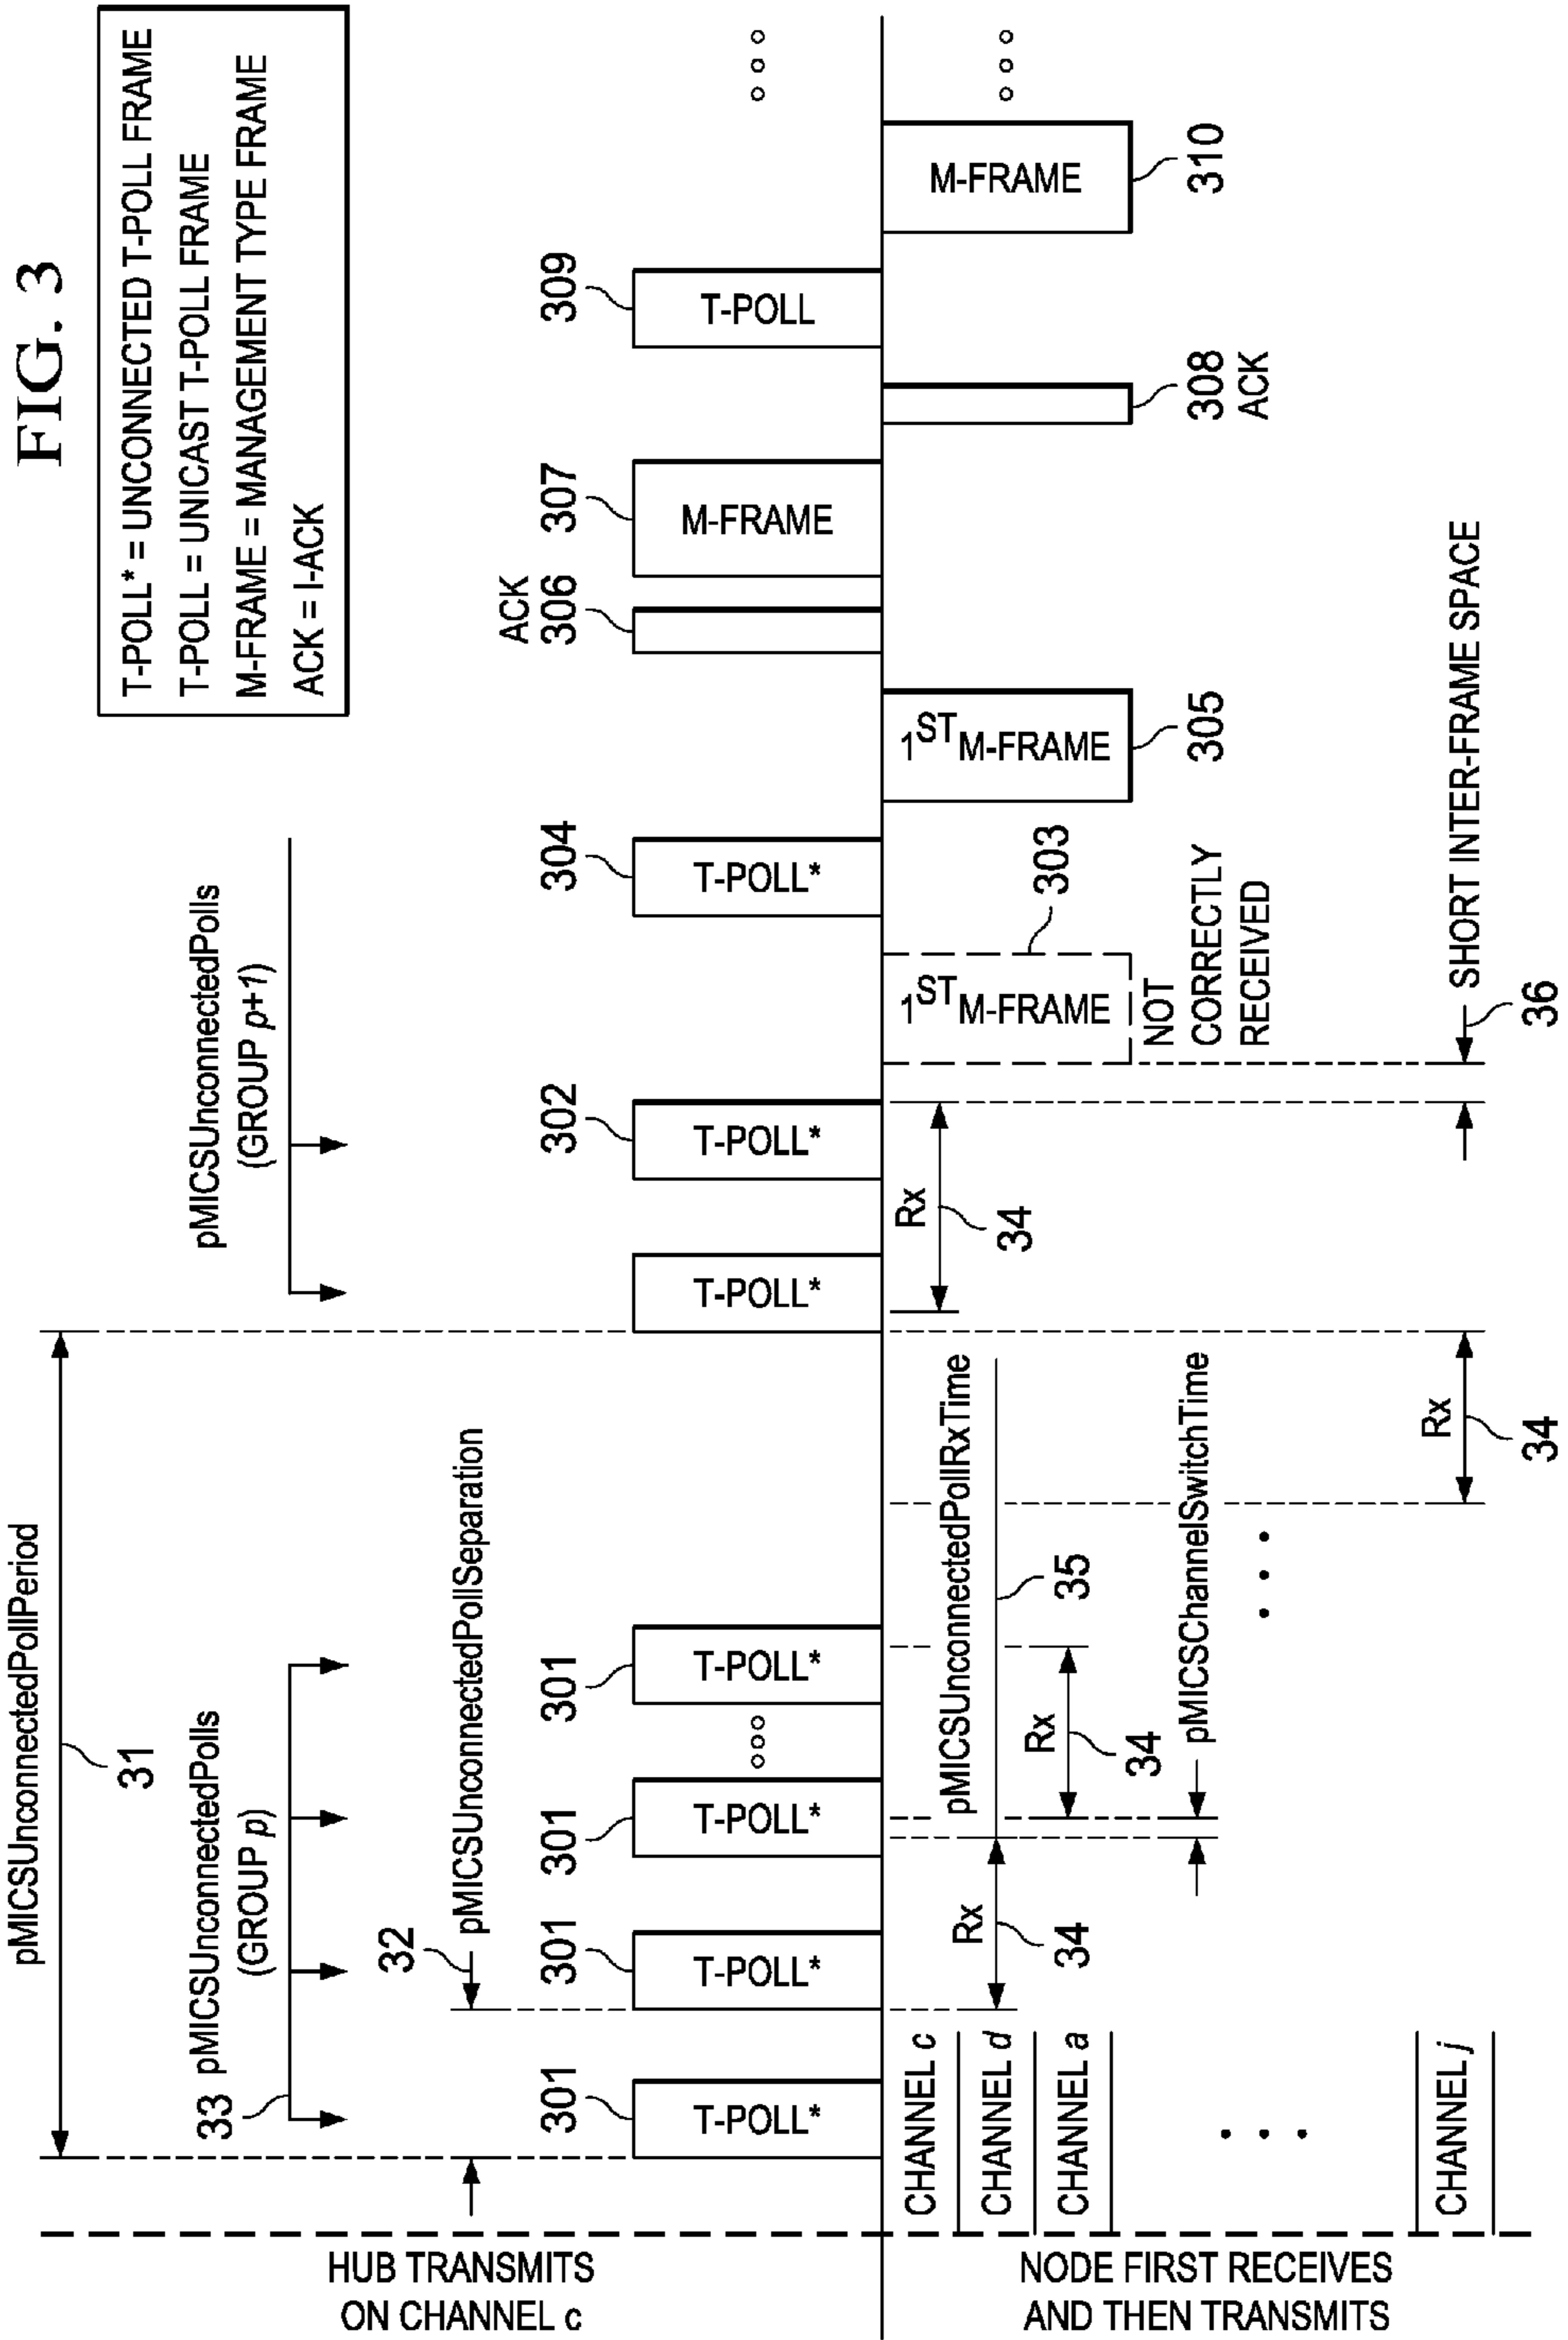 FIG. 3
T-POLL* = UNCONNECTED T-POLL FRAME
T-POLL = UNICAST T-POLL FRAME
M-FRAME = MANAGEMENT TYPE FRAME
ACK = I-ACK
pMICSUnconnectedPollPeriod
31
33
pMICSUnconnectedPolls
(GROUP p)
pMICSUnconnectedPolls
(GROUP p+1)
32
pMICSUnconnectedPollSeparation
HUB TRANSMITS
ON CHANNEL c
301
T-POLL*
301
T-POLL*
301
T-POLL*
301
T-POLL*
T-POLL*
302
T-POLL*
304
T-POLL*
ACK
306
307
M-FRAME
309
T-POLL
NODE FIRST RECEIVES
AND THEN TRANSMITS
CHANNEL c
CHANNEL d
CHANNEL a
CHANNEL j
Rx
34
pMICSUnconnectedPollRxTime
35
Rx
34
pMICSChannelSwitchTime
Rx
34
Rx
34
1ST M-FRAME
303
NOT
CORRECTLY
RECEIVED
1ST M-FRAME
305
308
ACK
M-FRAME
310
SHORT INTER-FRAME SPACE
36